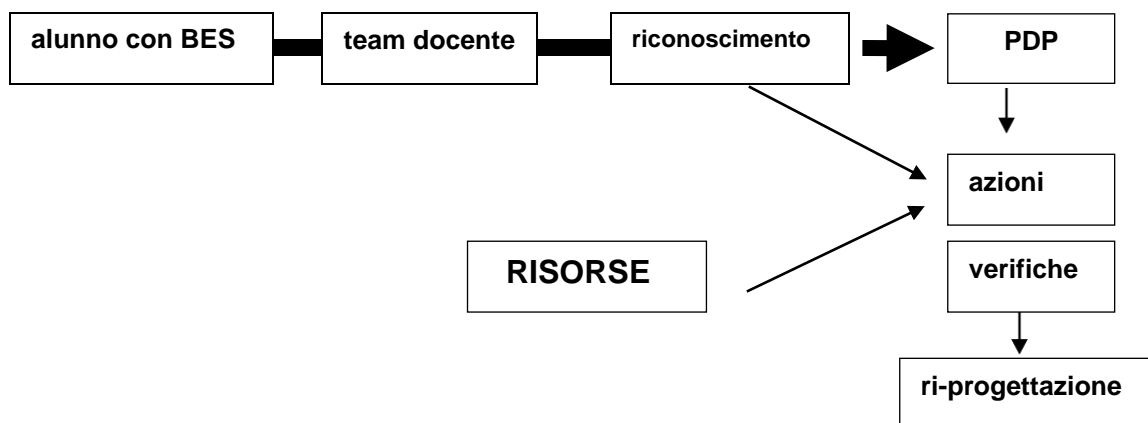 alunno con BES
team docente
riconoscimento
PDP
azioni
RISORSE
verifiche
ri-progettazione